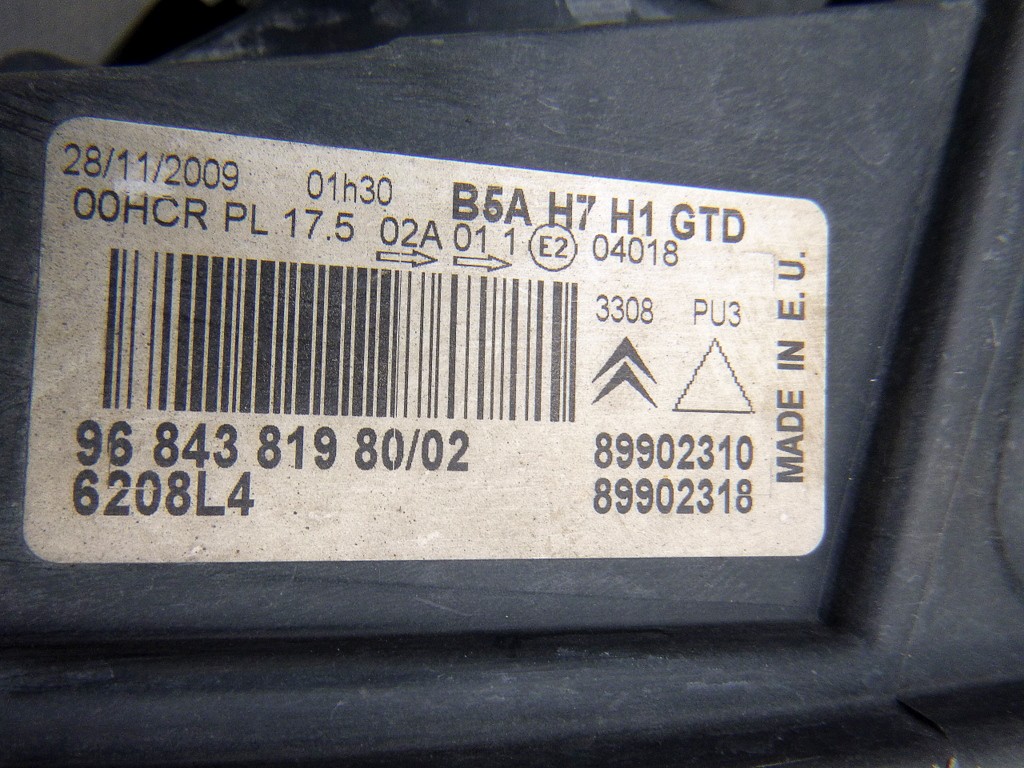 28/11/2009 01h30 B5A H7 H1 GTD
00HCR PL 17.5 02A 01 1 E2 04018
3308 PU3
MADE IN E.U.
96 843 819 80/02 89902310
6208L4 89902318